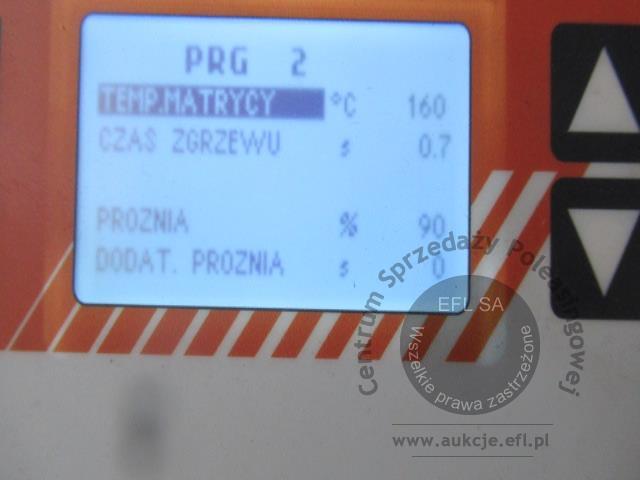 PRG 2
TEMP.MATRYCY °C 160
CZAS ZGRZEWU s 0.7
PROZNIA % 90
DODAT. PROZNIA s 0
Centrum Sprzedaży Poleasingowej
EFL SA
Wszelkie prawa zastrzeżone
www.aukcje.efl.pl